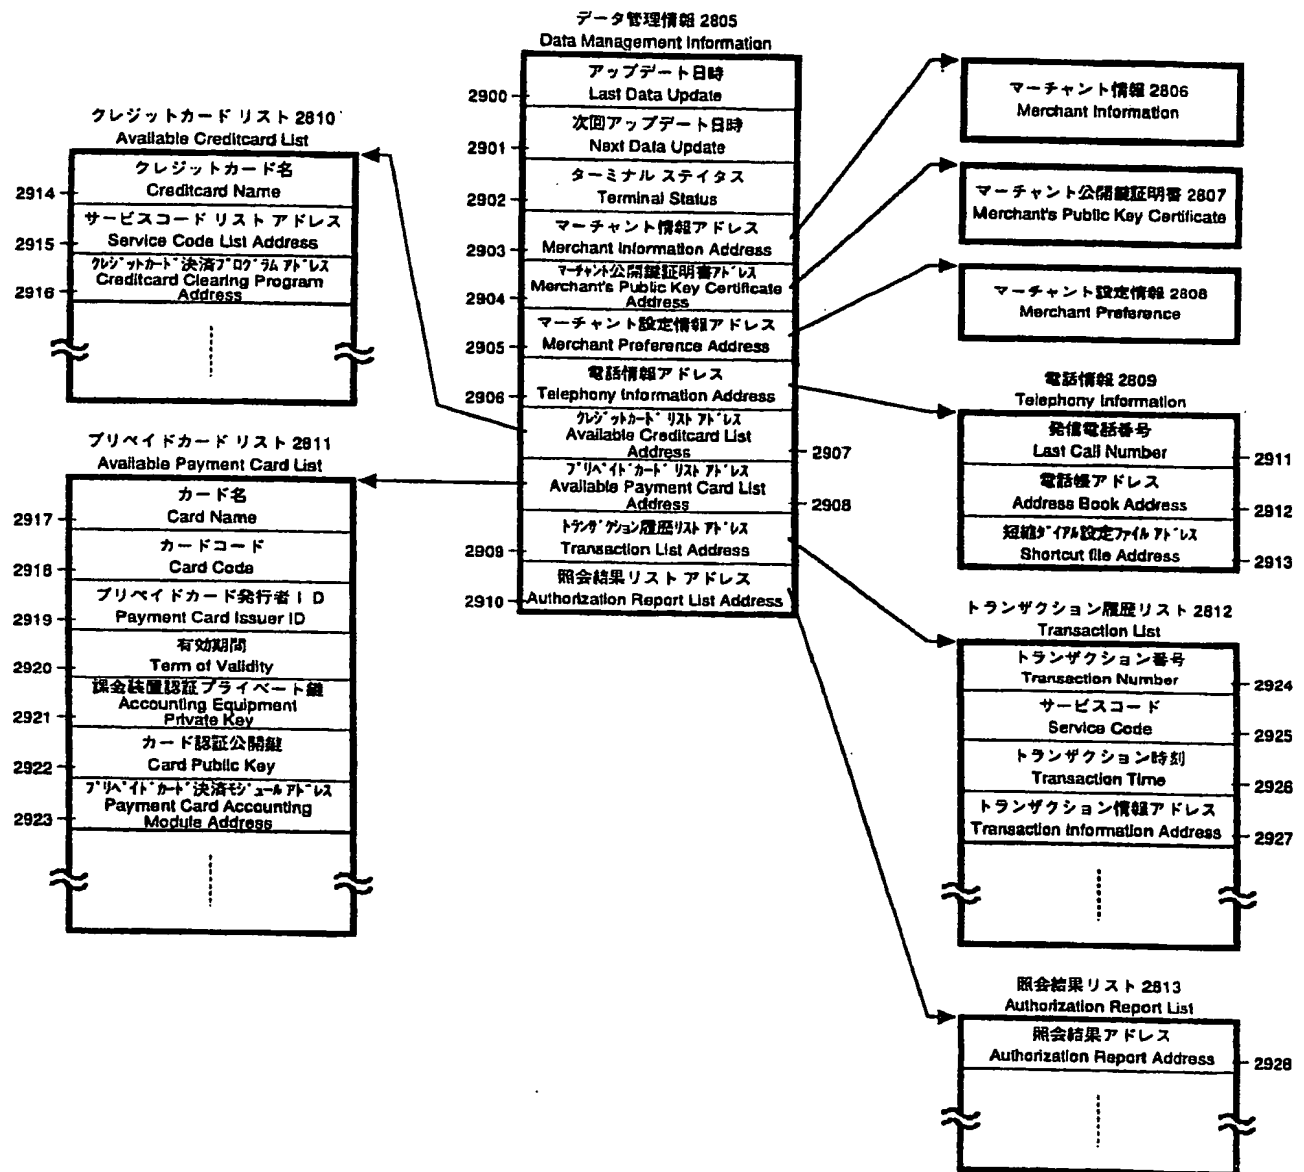 データ管理情報 2805
Data Management Information
アップデート日時
Last Data Update
2900
次回アップデート日時
Next Data Update
2901
ターミナル ステイタス
Terminal Status
2902
マーチャント情報アドレス
Merchant Information Address
2903
マーチャント公開鍵証明書アドレス
Merchant's Public Key Certificate
Address
2904
マーチャント設定情報アドレス
Merchant Preference Address
2905
電話情報アドレス
Telephony Information Address
2906
クレジットカード リスト アドレス
Available Creditcard List
Address
2907
プリペイドカード リスト アドレス
Available Payment Card List
Address
2908
トランザクション履歴リスト アドレス
Transaction List Address
2909
照会結果リスト アドレス
Authorization Report List Address
2910
クレジットカード リスト 2810
Available Creditcard List
クレジットカード名
Creditcard Name
2914
サービスコード リスト アドレス
Service Code List Address
2915
クレジットカード決済プログラム アドレス
Creditcard Clearing Program
Address
2916
プリペイドカード リスト 2811
Available Payment Card List
カード名
Card Name
2917
カードコード
Card Code
2918
プリペイドカード発行者ID
Payment Card Issuer ID
2919
有効期間
Term of Validity
2920
課金装置認証プライベート鍵
Accounting Equipment
Private Key
2921
カード認証公開鍵
Card Public Key
2922
プリペイドカード決済モジュール アドレス
Payment Card Accounting
Module Address
2923
マーチャント情報 2806
Merchant Information
マーチャント公開鍵証明書 2807
Merchant's Public Key Certificate
マーチャント設定情報 2808
Merchant Preference
電話情報 2809
Telephony Information
発信電話番号
Last Call Number
2911
電話帳アドレス
Address Book Address
2912
短縮ダイアル設定ファイル アドレス
Shortcut file Address
2913
トランザクション履歴リスト 2812
Transaction List
トランザクション番号
Transaction Number
2924
サービスコード
Service Code
2925
トランザクション時刻
Transaction Time
2926
トランザクション情報アドレス
Transaction Information Address
2927
照会結果リスト 2813
Authorization Report List
照会結果アドレス
Authorization Report Address
2928